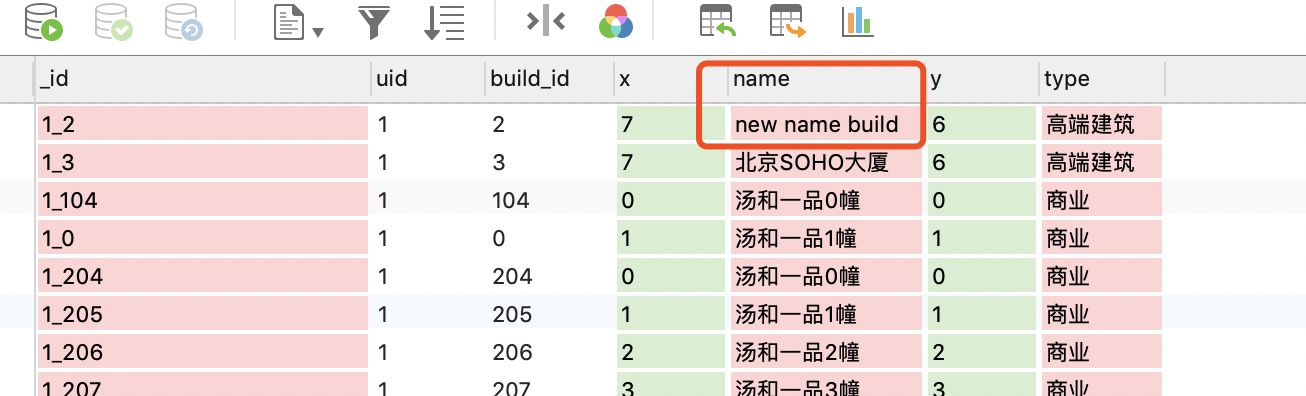 _id uid build_id x name y type
1_2 1 2 7 new name build 6 高端建筑
1_3 1 3 7 北京SOHO大厦 6 高端建筑
1_104 1 104 0 汤和一品0幢 0 商业
1_0 1 0 1 汤和一品1幢 1 商业
1_204 1 204 0 汤和一品0幢 0 商业
1_205 1 205 1 汤和一品1幢 1 商业
1_206 1 206 2 汤和一品2幢 2 商业
1_207 1 207 3 汤和一品3幢 3 商业